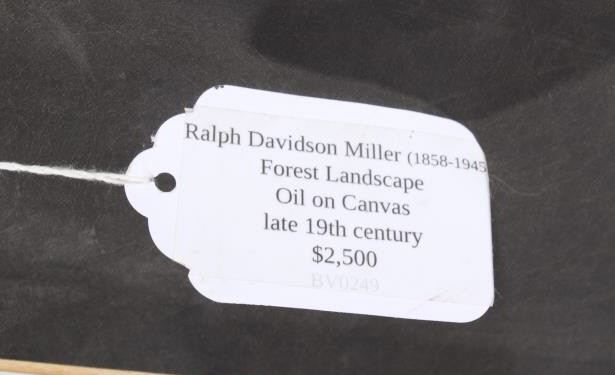 Ralph Davidson Miller (1858-1945
Forest Landscape
Oil on Canvas
late 19th century
$2,500
BV0249